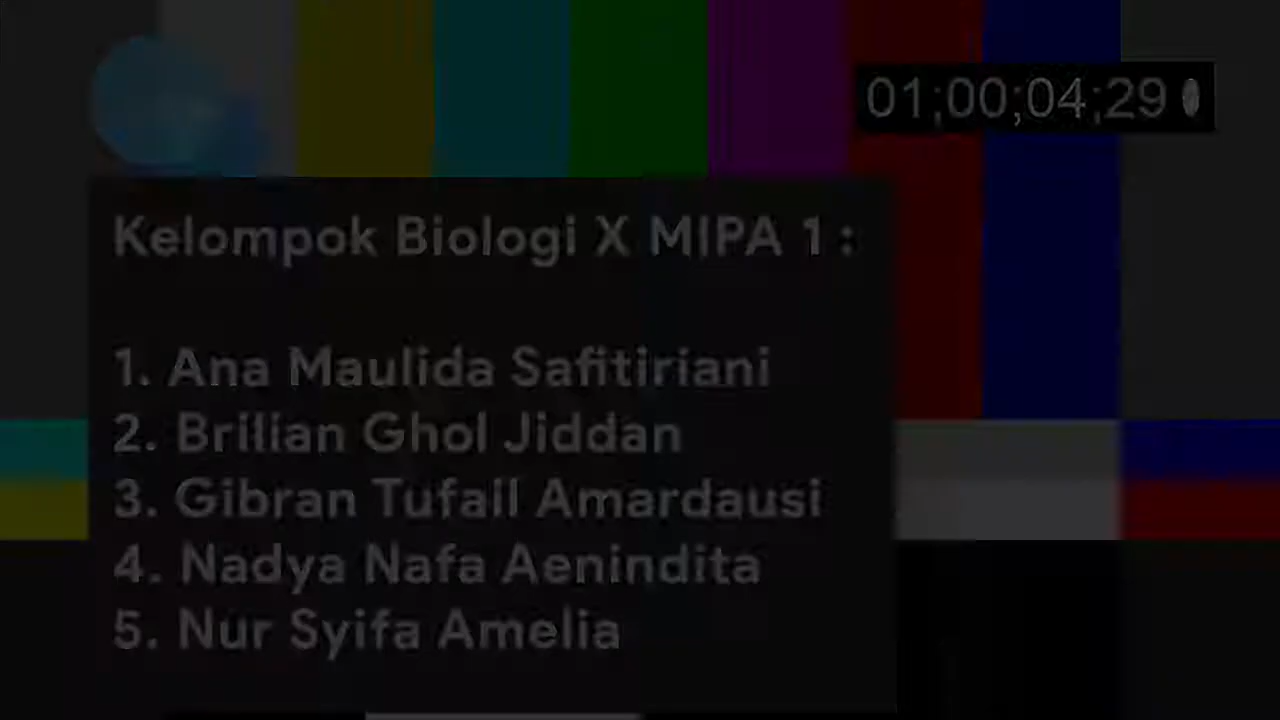 01;00;04;29
Kelompok Biologi X MIPA 1 :
1. Ana Maulida Safitiriani
2. Brilian Ghol Jiddan
3. Gibran Tufail Amardausi
4. Nadya Nafa Aenindita
5. Nur Syifa Amelia